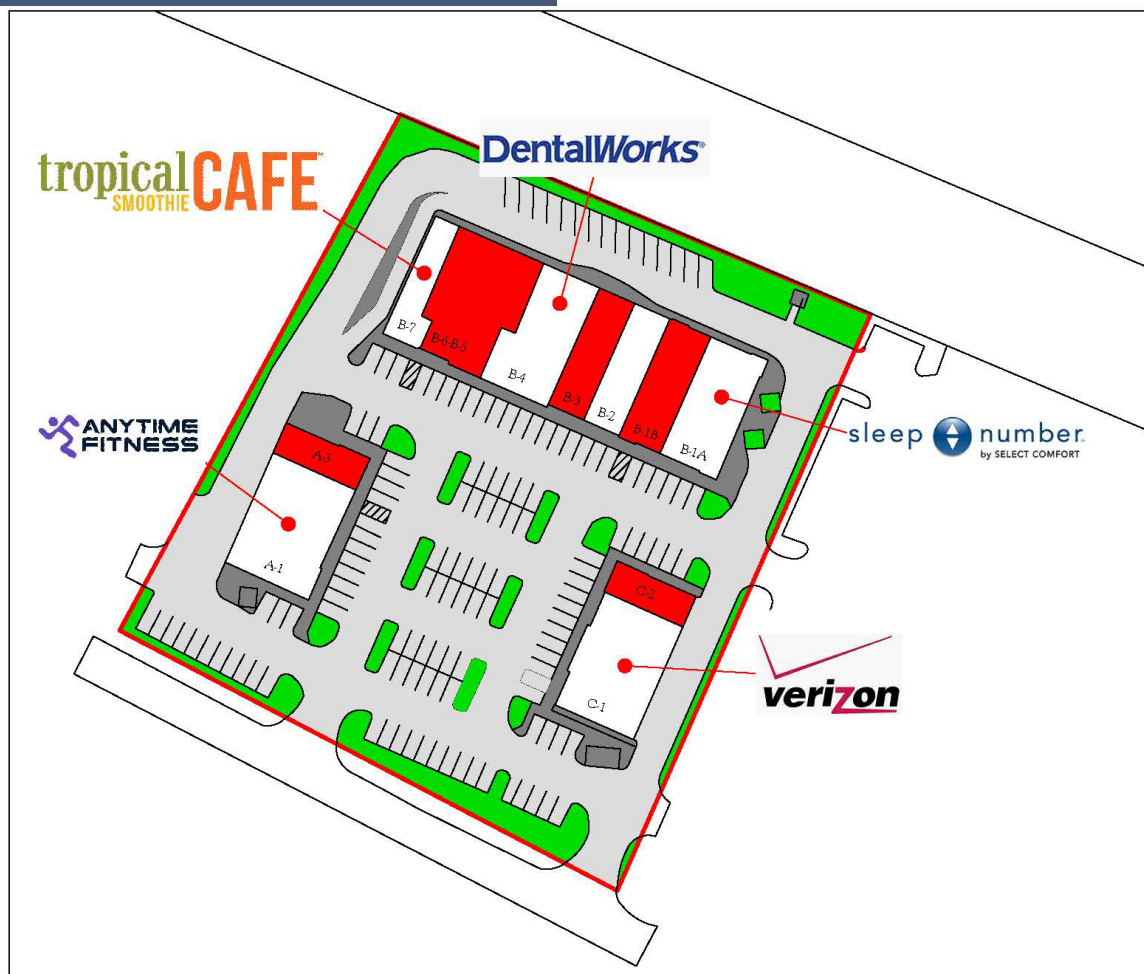 DentalWorks®
tropical
SMOOTHIE
CAFE™
B-7
B-6-B-5
B-4
B-3
B-2
B-1B
B-1A
sleep number.
by SELECT COMFORT
ANYTIME
FITNESS
A-3
A-1
C-2
C-1
verizon